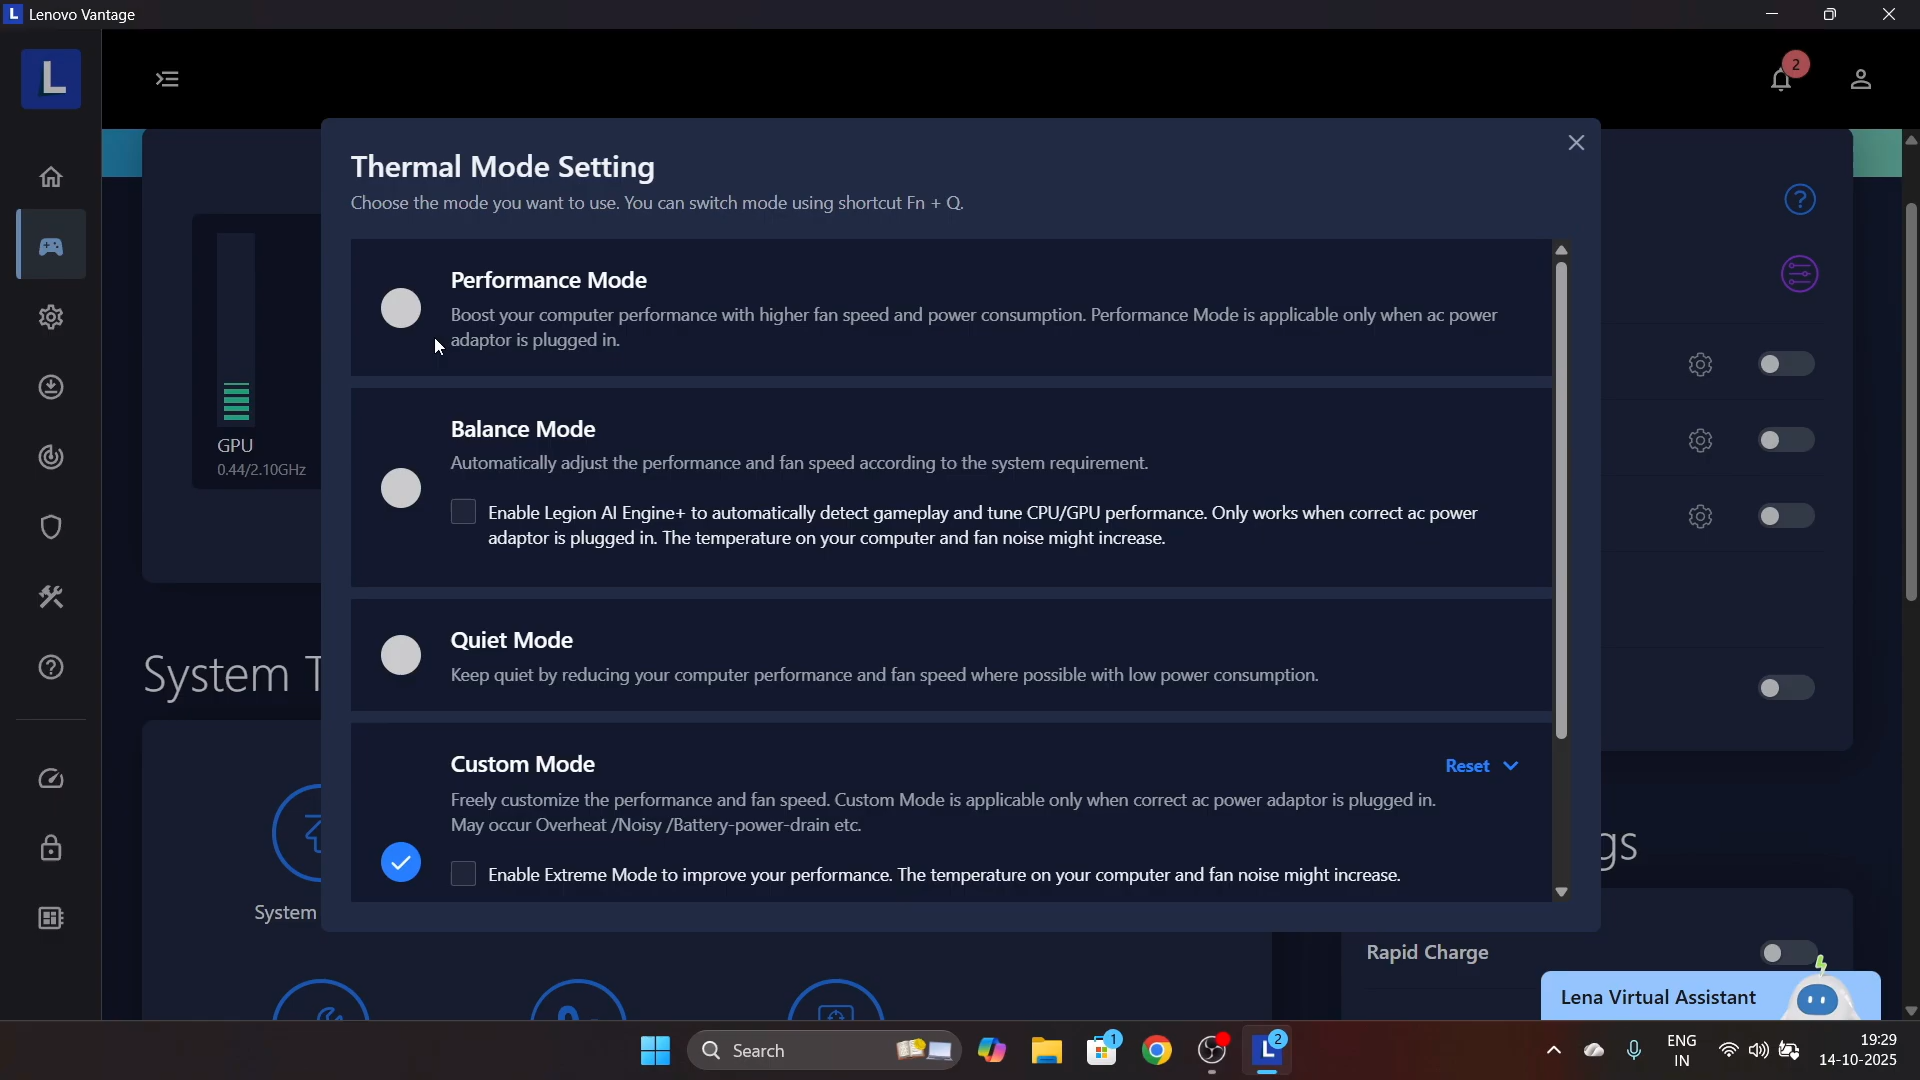 L Lenovo Vantage
L
2
Thermal Mode Setting
Choose the mode you want to use. You can switch mode using shortcut Fn + Q.
Performance Mode
Boost your computer performance with higher fan speed and power consumption. Performance Mode is applicable only when ac power
adaptor is plugged in.
GPU
0.44/2.10GHz
Balance Mode
Automatically adjust the performance and fan speed according to the system requirement.
Enable Legion AI Engine+ to automatically detect gameplay and tune CPU/GPU performance. Only works when correct ac power
adaptor is plugged in. The temperature on your computer and fan noise might increase.
Quiet Mode
Keep quiet by reducing your computer performance and fan speed where possible with low power consumption.
System T
Custom Mode
Reset
Freely customize the performance and fan speed. Custom Mode is applicable only when correct ac power adaptor is plugged in.
May occur Overheat /Noisy /Battery-power-drain etc.
Enable Extreme Mode to improve your performance. The temperature on your computer and fan noise might increase.
gs
System
Rapid Charge
Lena Virtual Assistant
Search
1
L
2
ENG
IN
19:29
14-10-2025